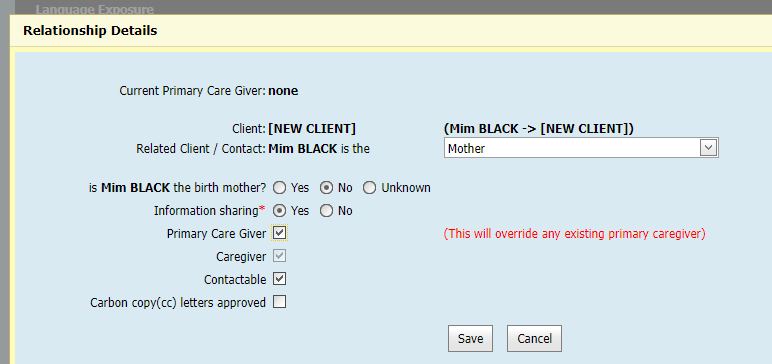 Language Exposure
Relationship Details
Current Primary Care Giver: none
Client: [NEW CLIENT] (Mim BLACK -> [NEW CLIENT])
Related Client / Contact: Mim BLACK is the Mother
is Mim BLACK the birth mother? Yes No Unknown
Information sharing* Yes No
Primary Care Giver (This will override any existing primary caregiver)
Caregiver
Contactable
Carbon copy(cc) letters approved
Save Cancel